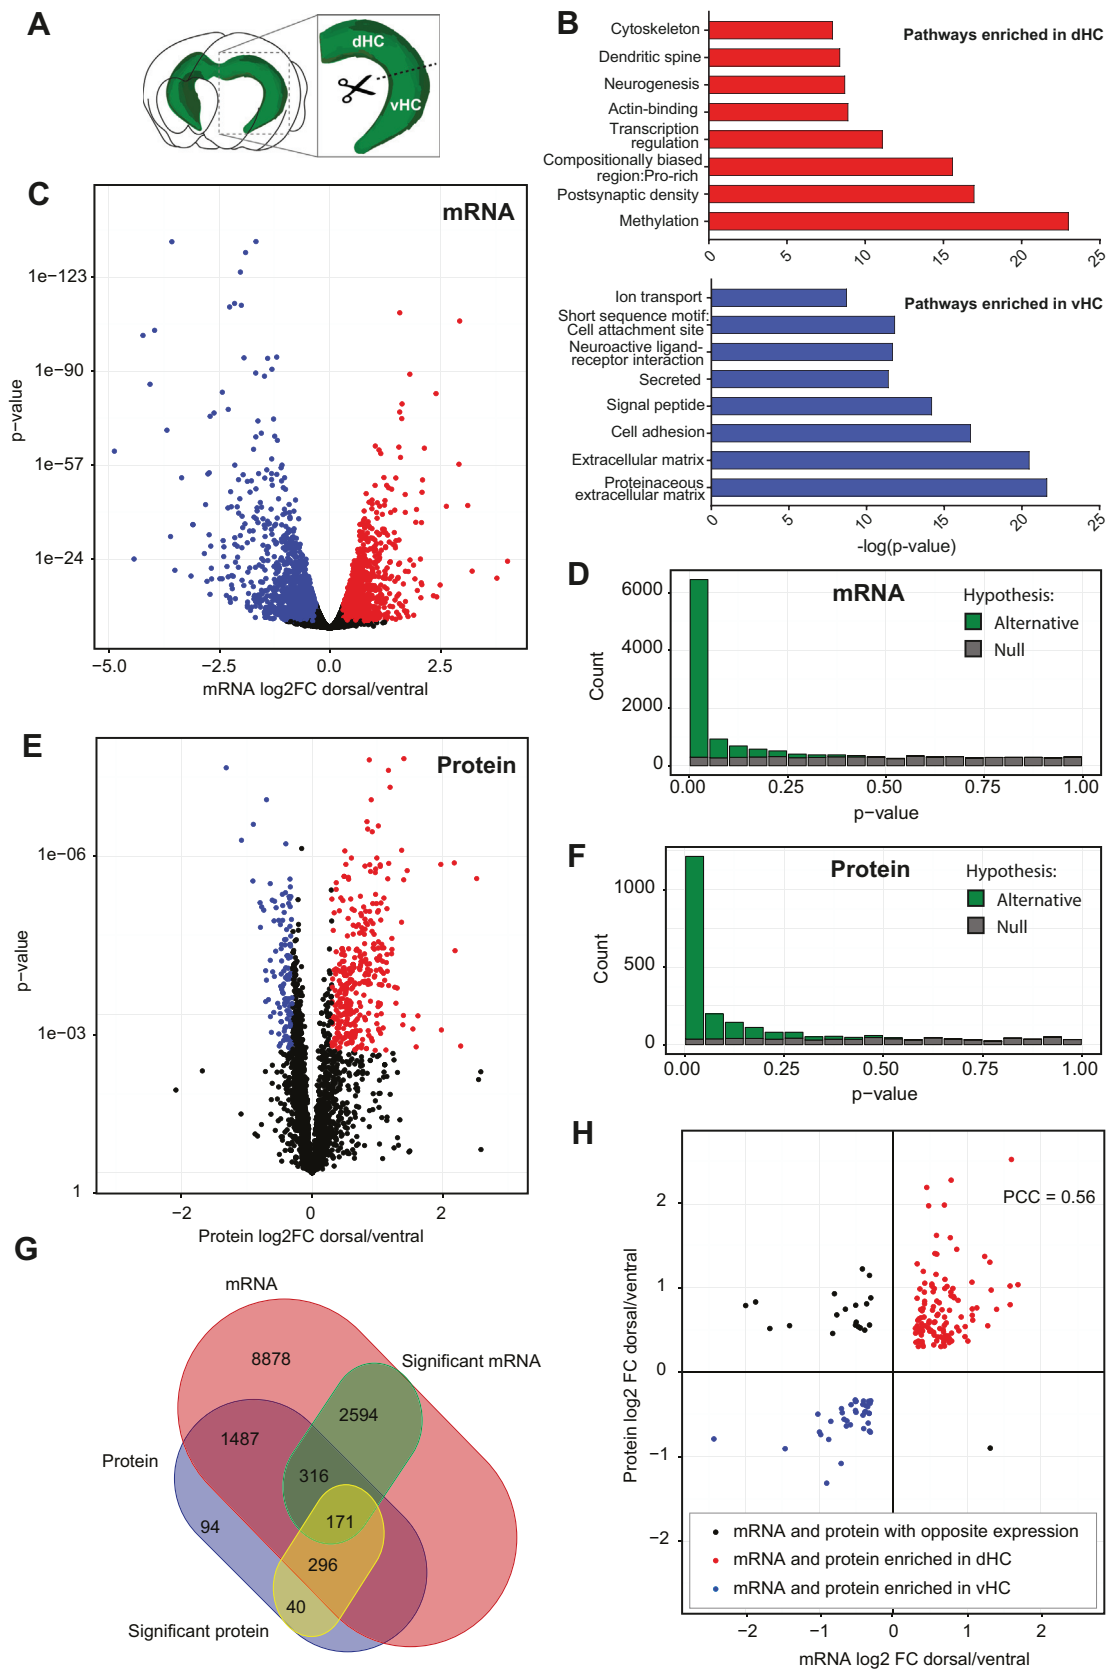 A
dHC
vHC
B
Pathways enriched in dHC
Cytoskeleton
Dendritic spine
Neurogenesis
Actin-binding
Transcription
regulation
Compositionally biased
region:Pro-rich
Postsynaptic density
Methylation
0
5
10
15
20
25
Pathways enriched in vHC
Ion transport
Short sequence motif:
Cell attachment site
Neuroactive ligand-
receptor interaction
Secreted
Signal peptide
Cell adhesion
Extracellular matrix
Proteinaceous
extracellular matrix
0
5
10
15
20
25
-log(p-value)
C
mRNA
1e−123
1e−90
1e−57
1e−24
p−value
−5.0
−2.5
0.0
2.5
mRNA log2FC dorsal/ventral
D
mRNA
Hypothesis:
Alternative
Null
6000
4000
2000
0
Count
0.00
0.25
0.50
0.75
1.00
p−value
E
Protein
1e−06
1e−03
1
p−value
−2
0
2
Protein log2FC dorsal/ventral
F
Protein
Hypothesis:
Alternative
Null
1000
500
0
Count
0.00
0.25
0.50
0.75
1.00
p−value
G
mRNA
8878
Significant mRNA
2594
1487
Protein
316
171
94
296
40
Significant protein
H
PCC = 0.56
2
1
0
−1
−2
Protein log2 FC dorsal/ventral
mRNA and protein with opposite expression
mRNA and protein enriched in dHC
mRNA and protein enriched in vHC
−2
−1
0
1
2
mRNA log2 FC dorsal/ventral